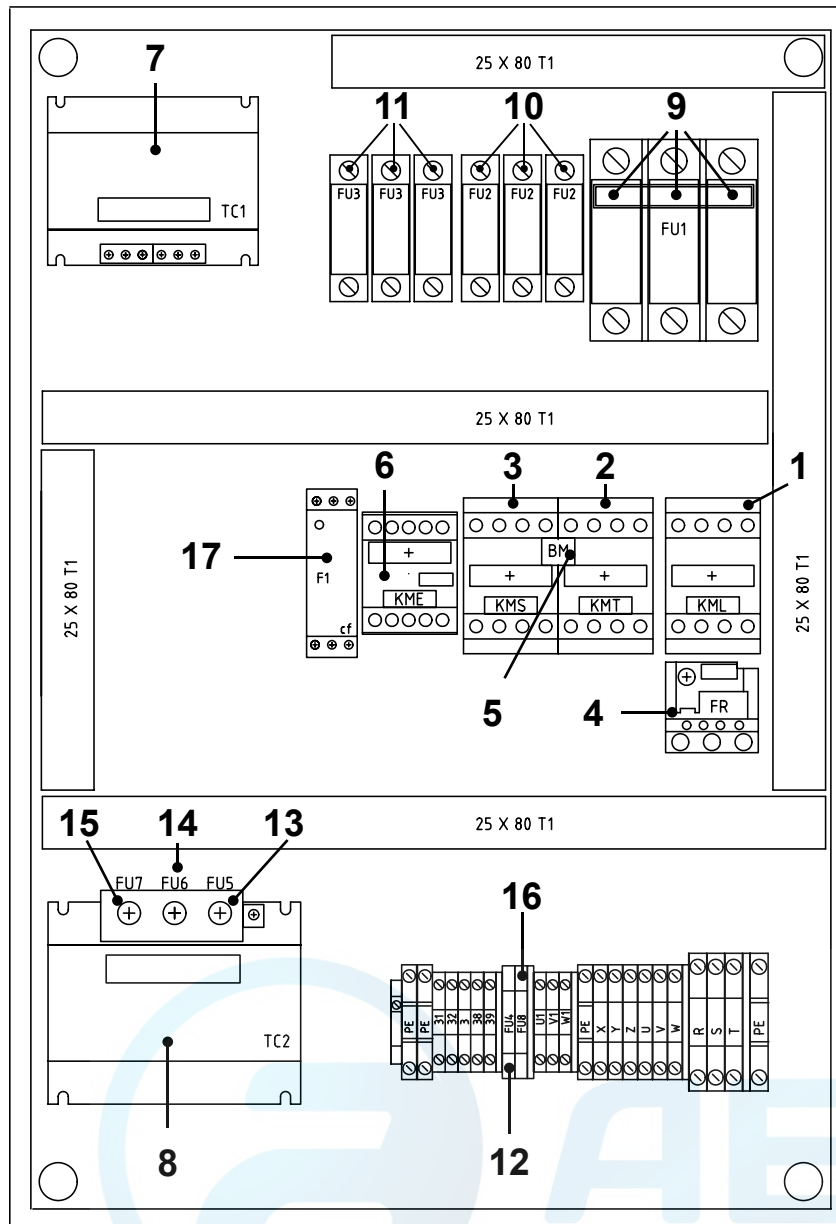 7
25 X 80 T1
11
10
9
FU3
FU3
FU3
FU2
FU2
FU2
FU1
TC1
25 X 80 T1
6
3
2
1
17
F1
cf
+
KME
BM
+
KMS
+
KMT
+
KML
25 X 80 T1
25 X 80 T1
5
4
FR
25 X 80 T1
15
14
13
FU7
FU6
FU5
16
TC2
PE
PE
31
32
3
38
39
FU4
FU8
U1
V1
W1
PE
X
Y
Z
U
V
W
R
S
T
PE
8
12
AE